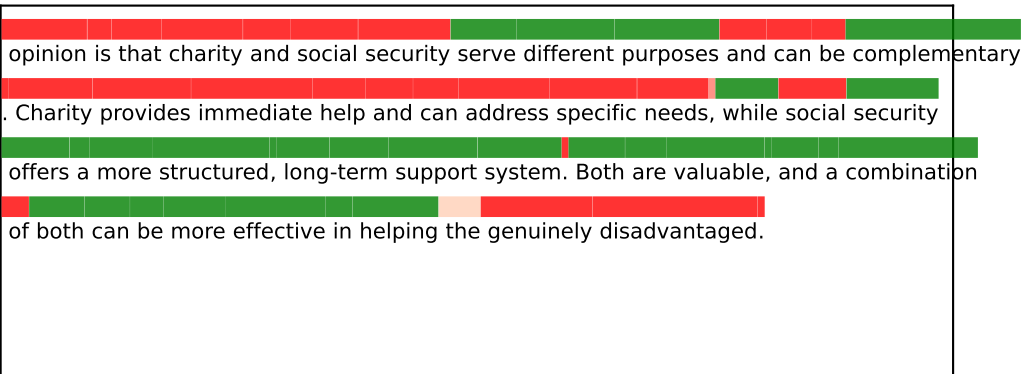 opinion is that charity and social security serve different purposes and can be complementary
. Charity provides immediate help and can address specific needs, while social security
offers a more structured, long-term support system. Both are valuable, and a combination
of both can be more effective in helping the genuinely disadvantaged.